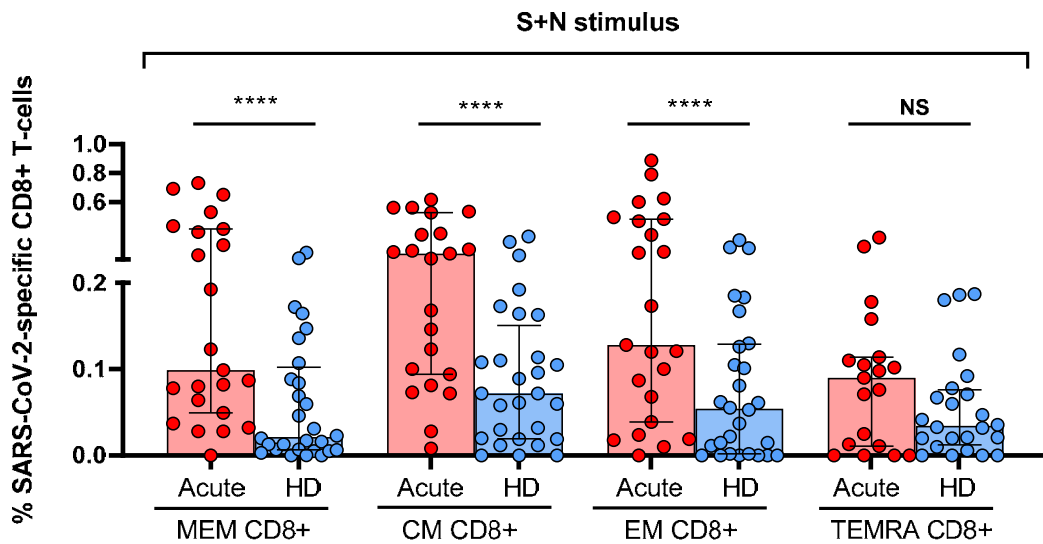 S+N stimulus
% SARS-CoV-2-specific CD8+ T-cells
**** **** **** NS
1.0
0.8
0.6
0.2
0.1
0.0
Acute HD Acute HD Acute HD Acute HD
MEM CD8+ CM CD8+ EM CD8+ TEMRA CD8+